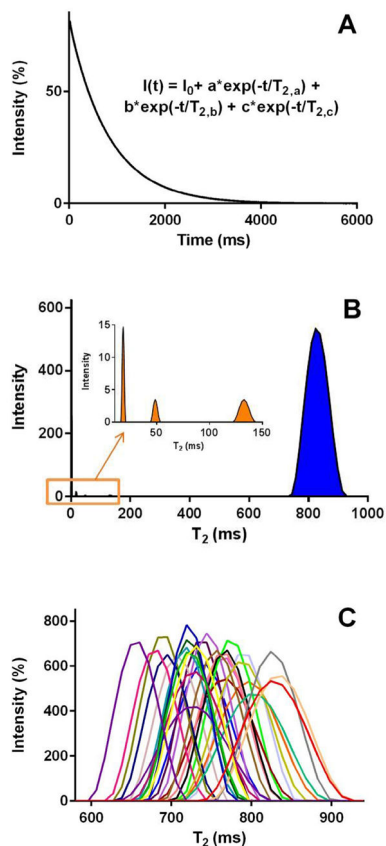 A
Intensity (%)
50
0
I(t) = I0+ a*exp(-t/T2,a) +
b*exp(-t/T2,b) + c*exp(-t/T2,c)
0 2000 4000 6000
Time (ms)
B
Intensity
600
400
200
0
Intensity
15
10
5
0
50 100 150
T2 (ms)
0 200 400 600 800 1000
T2 (ms)
C
Intensity (%)
800
600
400
200
0
600 700 800 900
T2 (ms)